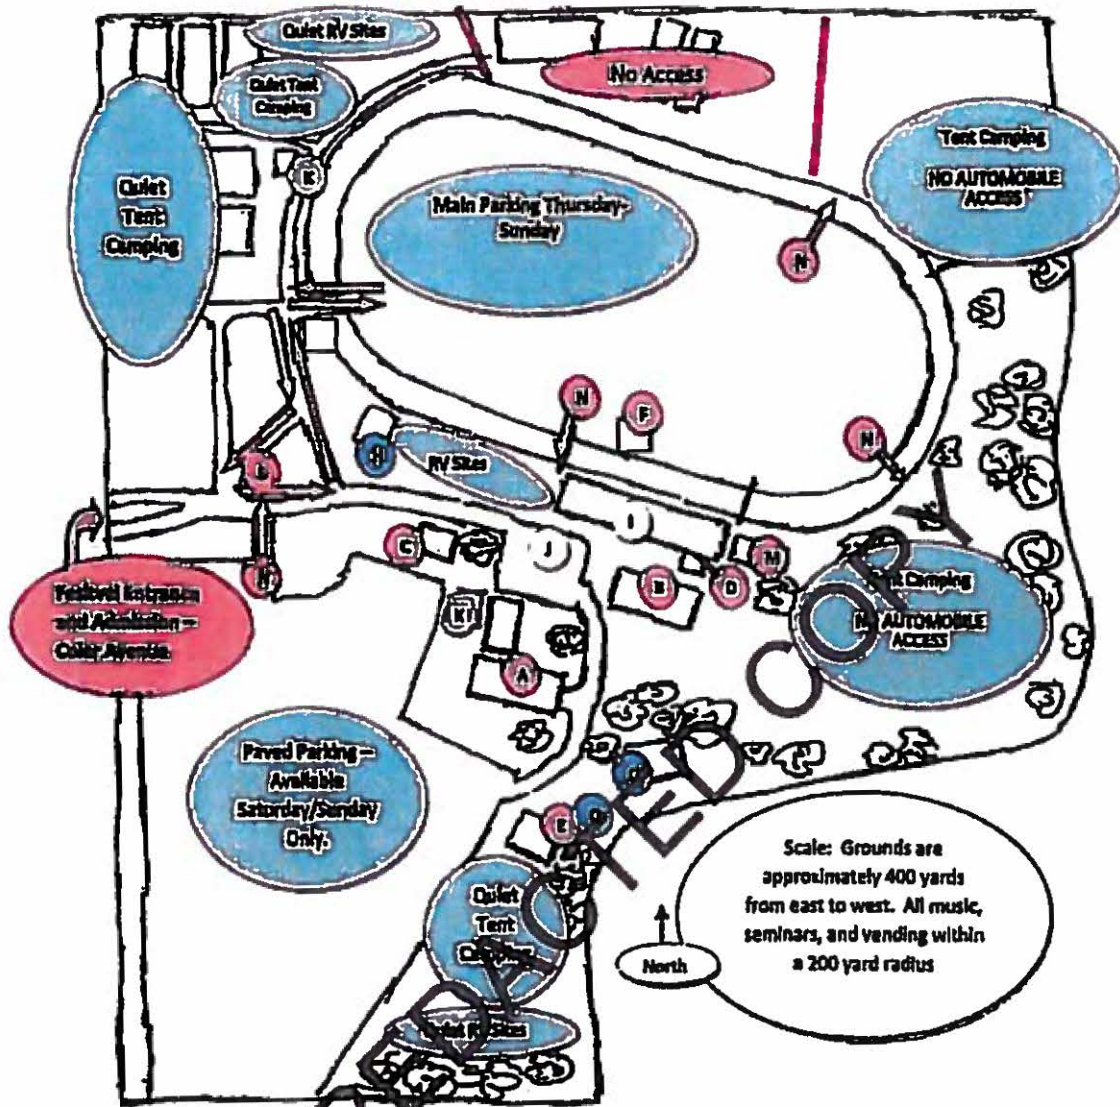 Quiet RV Sites
No Access
Quiet Tent
Camping
Tent Camping
NO AUTOMOBILE
ACCESS
Quiet
Tent
Camping
K
Main Parking Thursday-
Sunday
N
N
F
N
H
RV Sites
L
I
C
J
M
Tent Camping
NO AUTOMOBILE
ACCESS
B
D
Festival Entrance
and Admission –
Color Avenue
A
Paved Parking –
Available
Saturday/Sunday
Only.
E
Scale: Grounds are
approximately 400 yards
from east to west. All music,
seminars, and vending within
a 200 yard radius
Quiet
Tent
Camping
North
Quiet RV Sites
REDACTED COPY